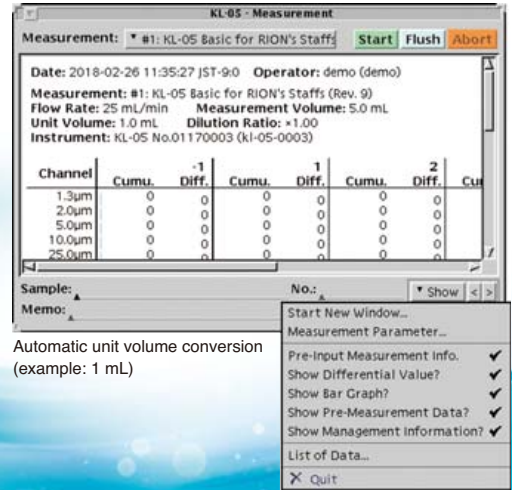 KL-05 - Measurement
Measurement: #1: KL-05 Basic for RION's Staffs Start Flush Abort
Date: 2018-02-26 11:35:27 JST-9:0 Operator: demo (demo)
Measurement: #1: KL-05 Basic for RION's Staffs (Rev. 9)
Flow Rate: 25 mL/min Measurement Volume: 5.0 mL
Unit Volume: 1.0 mL Dilution Ratio: ×1.00
Instrument: KL-05 No.01170003 (kl-05-0003)
-1 1 2
Channel Cumu. Diff. Cumu. Diff. Cumu. Diff. Cu
1.3μm 0 0 0 0 0 0
2.0μm 0 0 0 0 0 0
5.0μm 0 0 0 0 0 0
10.0μm 0 0 0 0 0 0
25.0μm 0 0 0 0 0 0
Sample: No.: Show < >
Memo:
Start New Window...
Measurement Parameter...
Pre-Input Measurement Info. ✔
Show Differential Value? ✔
Show Bar Graph? ✔
Show Pre-Measurement Data? ✔
Show Management Information? ✔
List of Data...
Quit
Automatic unit volume conversion
(example: 1 mL)